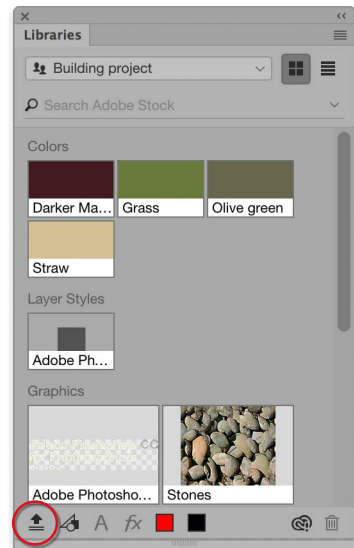 Libraries
Building project
Search Adobe Stock
Colors
Darker Ma... Grass Olive green
Straw
Layer Styles
Adobe Ph...
Graphics
CC
Adobe Photosho... Stones
A fx